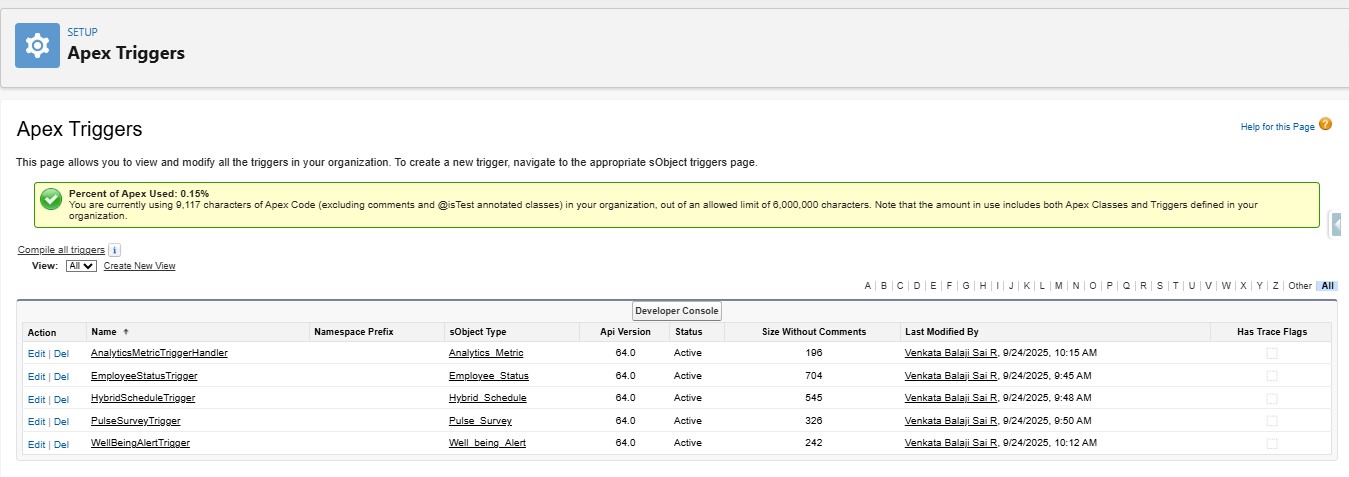 SETUP
Apex Triggers
Apex Triggers
Help for this Page ?
This page allows you to view and modify all the triggers in your organization. To create a new trigger, navigate to the appropriate sObject triggers page.
Percent of Apex Used: 0.15%
You are currently using 9,117 characters of Apex Code (excluding comments and @isTest annotated classes) in your organization, out of an allowed limit of 6,000,000 characters. Note that the amount in use includes both Apex Classes and Triggers defined in your
organization.
Compile all triggers i
View: All Create New View
A | B | C | D | E | F | G | H | I | J | K | L | M | N | O | P | Q | R | S | T | U | V | W | X | Y | Z | Other | All
Developer Console
Action Name ↑ Namespace Prefix sObject Type Api Version Status Size Without Comments Last Modified By Has Trace Flags
Edit | Del AnalyticsMetricTriggerHandler Analytics_Metric 64.0 Active 196 Venkata Balaji Sai R, 9/24/2025, 10:15 AM
Edit | Del EmployeeStatusTrigger Employee_Status 64.0 Active 704 Venkata Balaji Sai R, 9/24/2025, 9:45 AM
Edit | Del HybridScheduleTrigger Hybrid_Schedule 64.0 Active 545 Venkata Balaji Sai R, 9/24/2025, 9:48 AM
Edit | Del PulseSurveyTrigger Pulse_Survey 64.0 Active 326 Venkata Balaji Sai R, 9/24/2025, 9:50 AM
Edit | Del WellBeingAlertTrigger Well_being_Alert 64.0 Active 242 Venkata Balaji Sai R, 9/24/2025, 10:12 AM